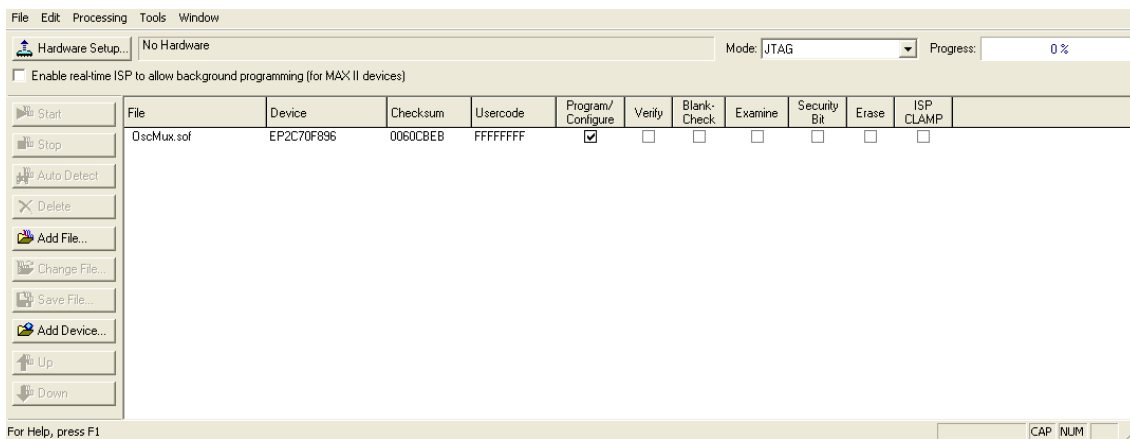 File Edit Processing Tools Window
Hardware Setup... No Hardware Mode: JTAG Progress: 0 %
Enable real-time ISP to allow background programming (for MAX II devices)
Start
Stop
Auto Detect
Delete
Add File...
Change File...
Save File...
Add Device...
Up
Down
File Device Checksum Usercode Program/ Configure Verify Blank- Check Examine Security Bit Erase ISP CLAMP
OscMux.sof EP2C70F896 0060CBEB FFFFFFFF
For Help, press F1 CAP NUM